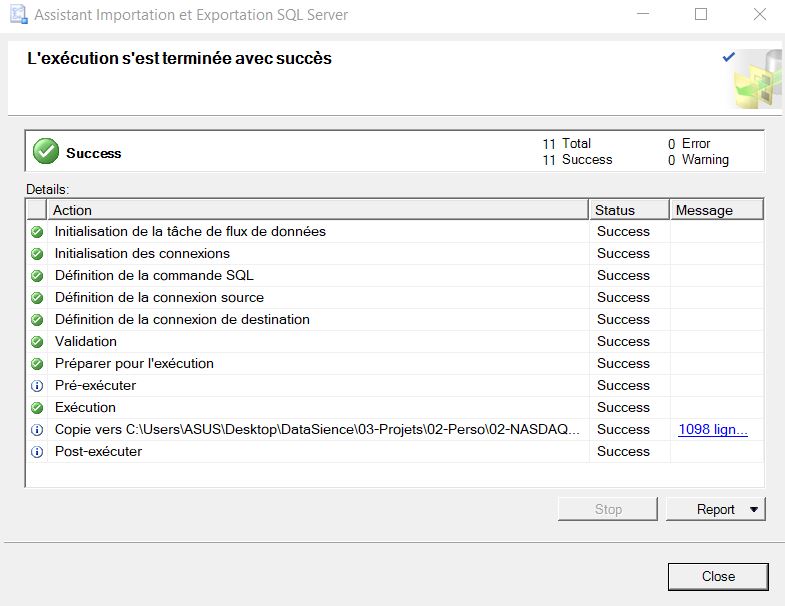 Assistant Importation et Exportation SQL Server
L'exécution s'est terminée avec succès
Success
11 Total 0 Error
11 Success 0 Warning
Details:
Action Status Message
Initialisation de la tâche de flux de données Success
Initialisation des connexions Success
Définition de la commande SQL Success
Définition de la connexion source Success
Définition de la connexion de destination Success
Validation Success
Préparer pour l'exécution Success
Pré-exécuter Success
Exécution Success
Copie vers C:\Users\ASUS\Desktop\DataSience\03-Projets\02-Perso\02-NASDAQ... Success 1098 lign...
Post-exécuter Success
Stop Report
Close